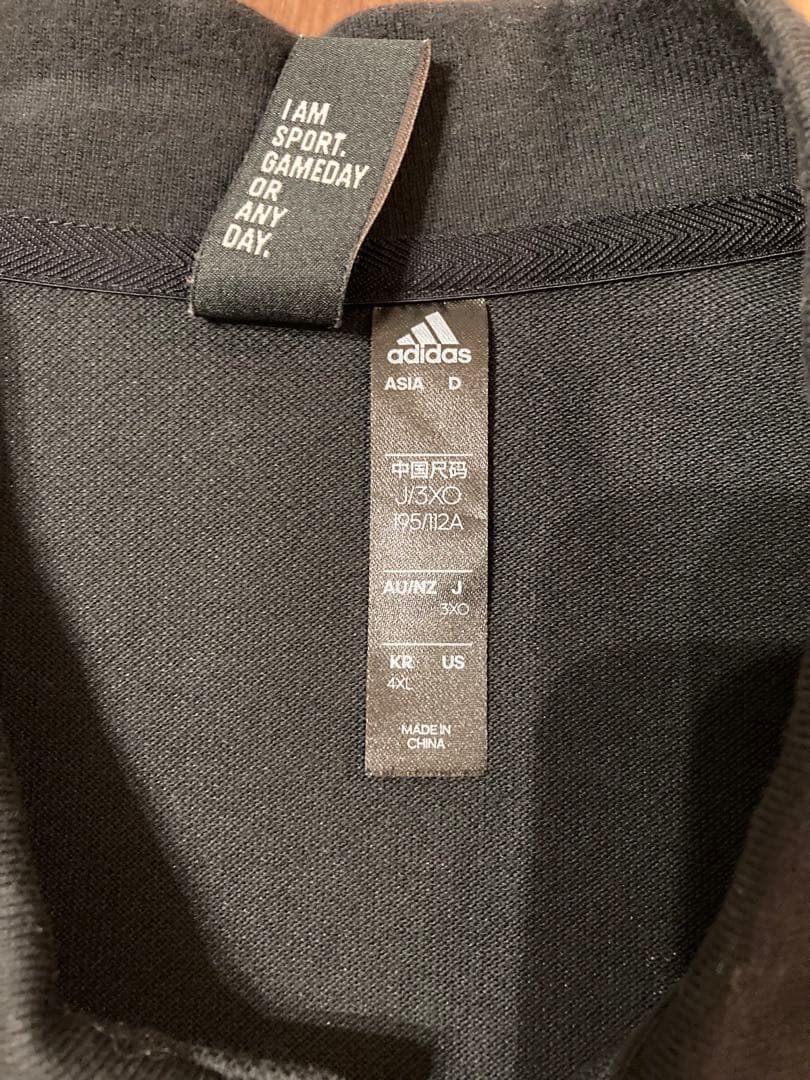 I AM
SPORT.
GAMEDAY
OR
ANY
DAY.
adidas
ASIA D
中国尺码
J/3XO
195/112A
AU/NZ J
3XO
KR US
4XL
MADE IN
CHINA